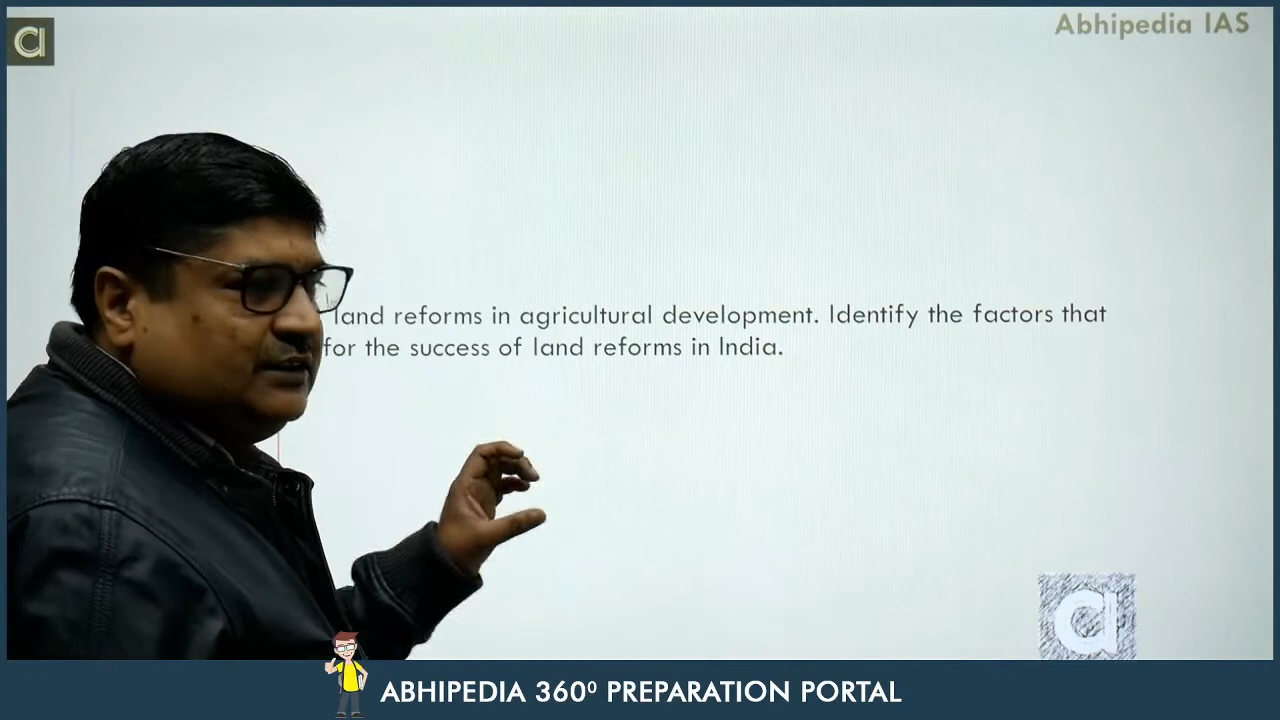 Abhipedia IAS
a
land reforms in agricultural development. Identify the factors that
for the success of land reforms in India.
a
ABHIPEDIA 360⁰ PREPARATION PORTAL